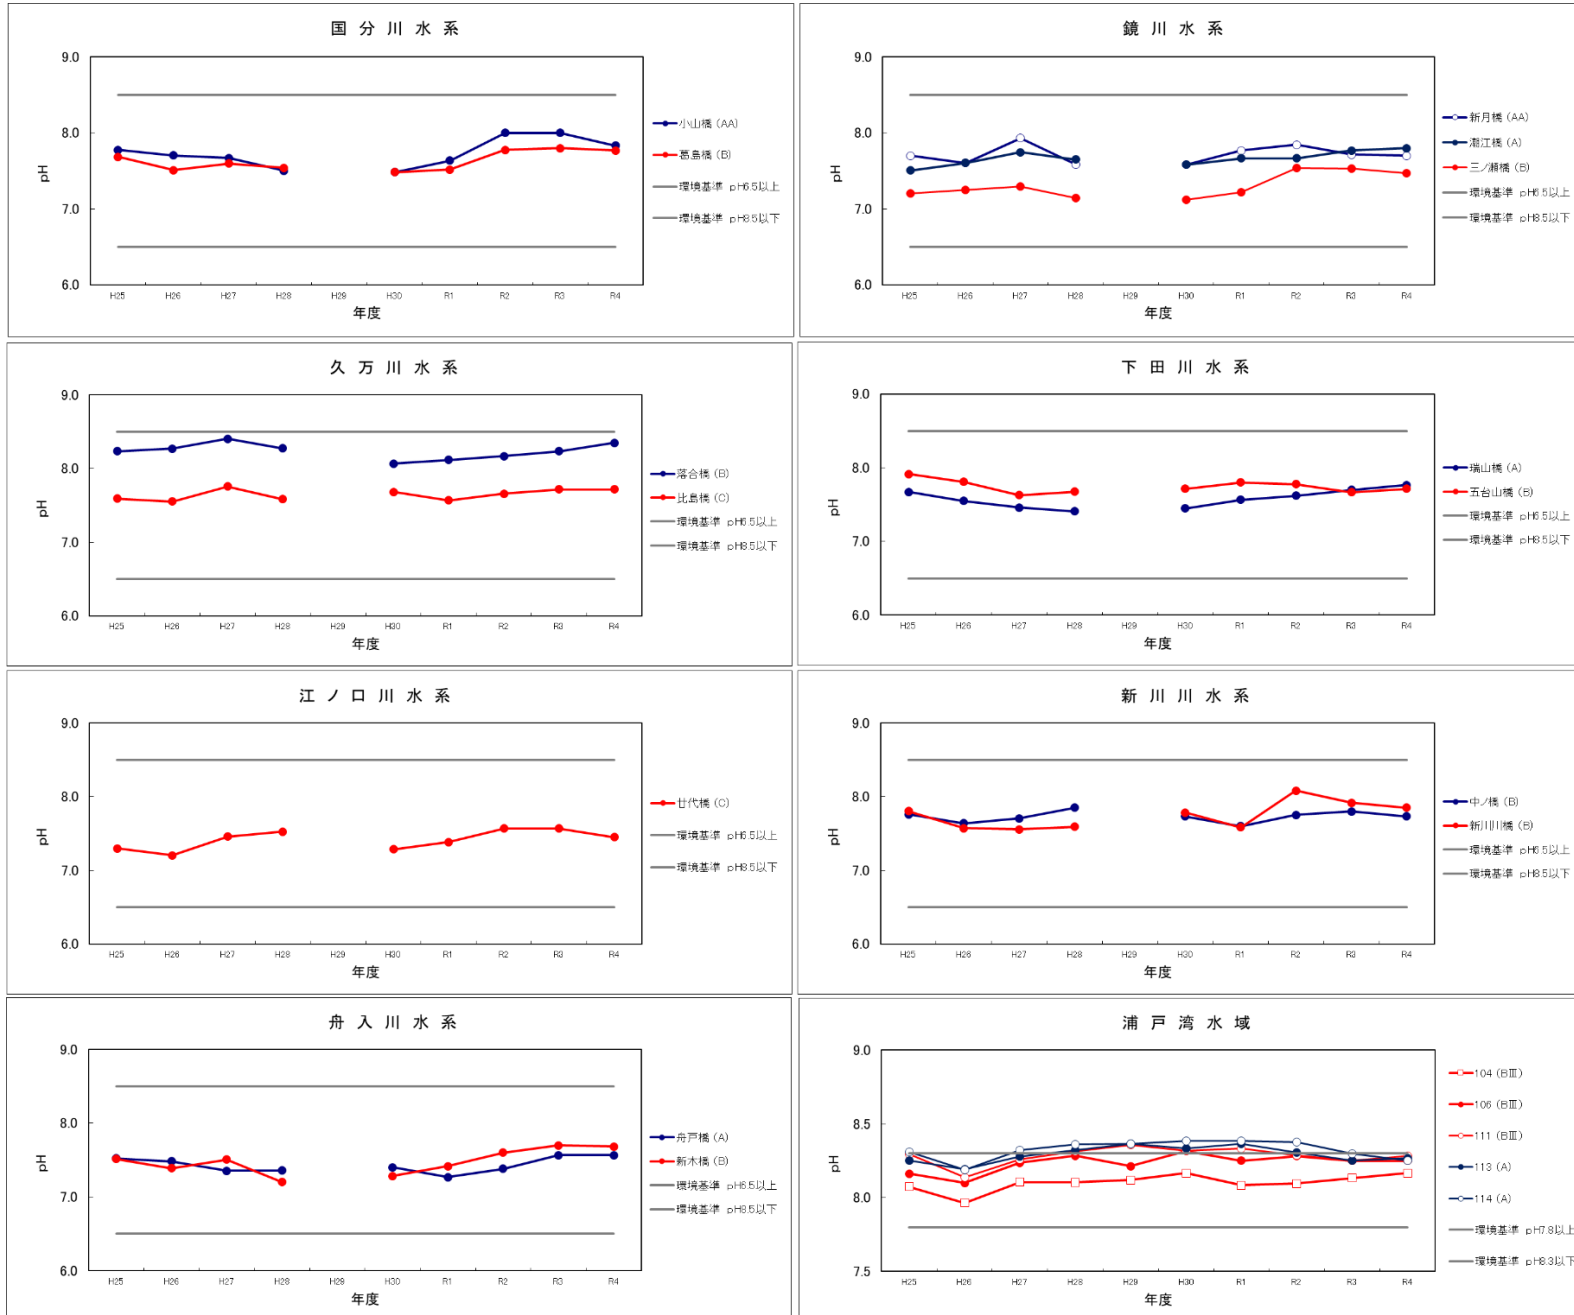 国分川水系
9.0
8.0
7.0
6.0
pH
H25 H26 H27 H28 H29 H30 R1 R2 R3 R4
年度
小山橋 (AA)
葛島橋 (B)
環境基準 pH6.5以上
環境基準 pH8.5以下
鏡川水系
9.0
8.0
7.0
6.0
pH
H25 H26 H27 H28 H29 H30 R1 R2 R3 R4
年度
新月橋 (AA)
潮江橋 (A)
三ノ瀬橋 (B)
環境基準 pH6.5以上
環境基準 pH8.5以下
久万川水系
9.0
8.0
7.0
6.0
pH
H25 H26 H27 H28 H29 H30 R1 R2 R3 R4
年度
落合橋 (B)
比島橋 (C)
環境基準 pH6.5以上
環境基準 pH8.5以下
下田川水系
9.0
8.0
7.0
6.0
pH
H25 H26 H27 H28 H29 H30 R1 R2 R3 R4
年度
瑞山橋 (A)
五台山橋 (B)
環境基準 pH6.5以上
環境基準 pH8.5以下
江ノ口川水系
9.0
8.0
7.0
6.0
pH
H25 H26 H27 H28 H29 H30 R1 R2 R3 R4
年度
廿代橋 (C)
環境基準 pH6.5以上
環境基準 pH8.5以下
新川川水系
9.0
8.0
7.0
6.0
pH
H25 H26 H27 H28 H29 H30 R1 R2 R3 R4
年度
中ノ橋 (B)
新川川橋 (B)
環境基準 pH6.5以上
環境基準 pH8.5以下
舟入川水系
9.0
8.0
7.0
6.0
pH
H25 H26 H27 H28 H29 H30 R1 R2 R3 R4
年度
舟戸橋 (A)
新木橋 (B)
環境基準 pH6.5以上
環境基準 pH8.5以下
浦戸湾水域
9.0
8.5
8.0
7.5
pH
H25 H26 H27 H28 H29 H30 R1 R2 R3 R4
年度
104 (BⅢ)
106 (BⅢ)
111 (BⅢ)
113 (A)
114 (A)
環境基準 pH7.8以上
環境基準 pH8.3以下